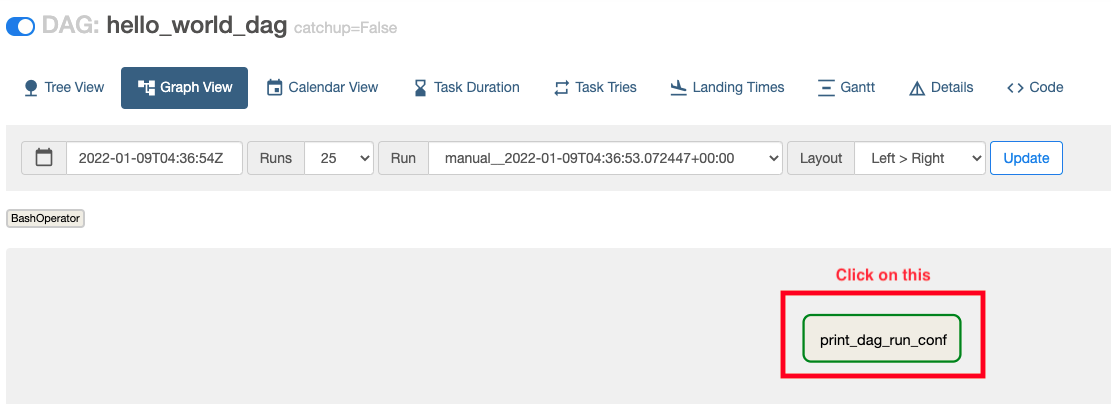 DAG: hello_world_dag catchup=False
Tree View Graph View Calendar View Task Duration Task Tries Landing Times Gantt Details Code
2022-01-09T04:36:54Z Runs 25 Run manual__2022-01-09T04:36:53.072447+00:00 Layout Left > Right Update
BashOperator
Click on this
print_dag_run_conf